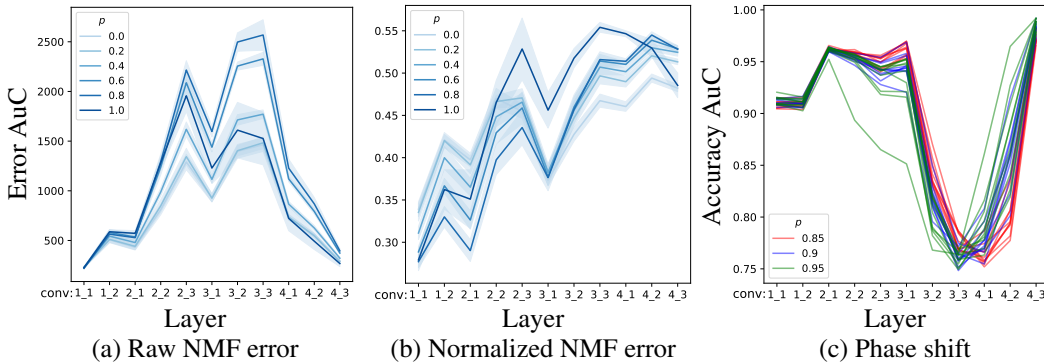 Error AuC
2500
2000
1500
1000
500
p
0.0
0.2
0.4
0.6
0.8
1.0
conv: 1_1 1_2 2_1 2_2 2_3 3_1 3_2 3_3 4_1 4_2 4_3
Layer
(a) Raw NMF error
0.55
0.50
0.45
0.40
0.35
0.30
p
0.0
0.2
0.4
0.6
0.8
1.0
conv: 1_1 1_2 2_1 2_2 2_3 3_1 3_2 3_3 4_1 4_2 4_3
Layer
(b) Normalized NMF error
Accuracy AuC
1.00
0.95
0.90
0.85
0.80
0.75
p
0.85
0.9
0.95
conv: 1_1 1_2 2_1 2_2 2_3 3_1 3_2 3_3 4_1 4_2 4_3
Layer
(c) Phase shift